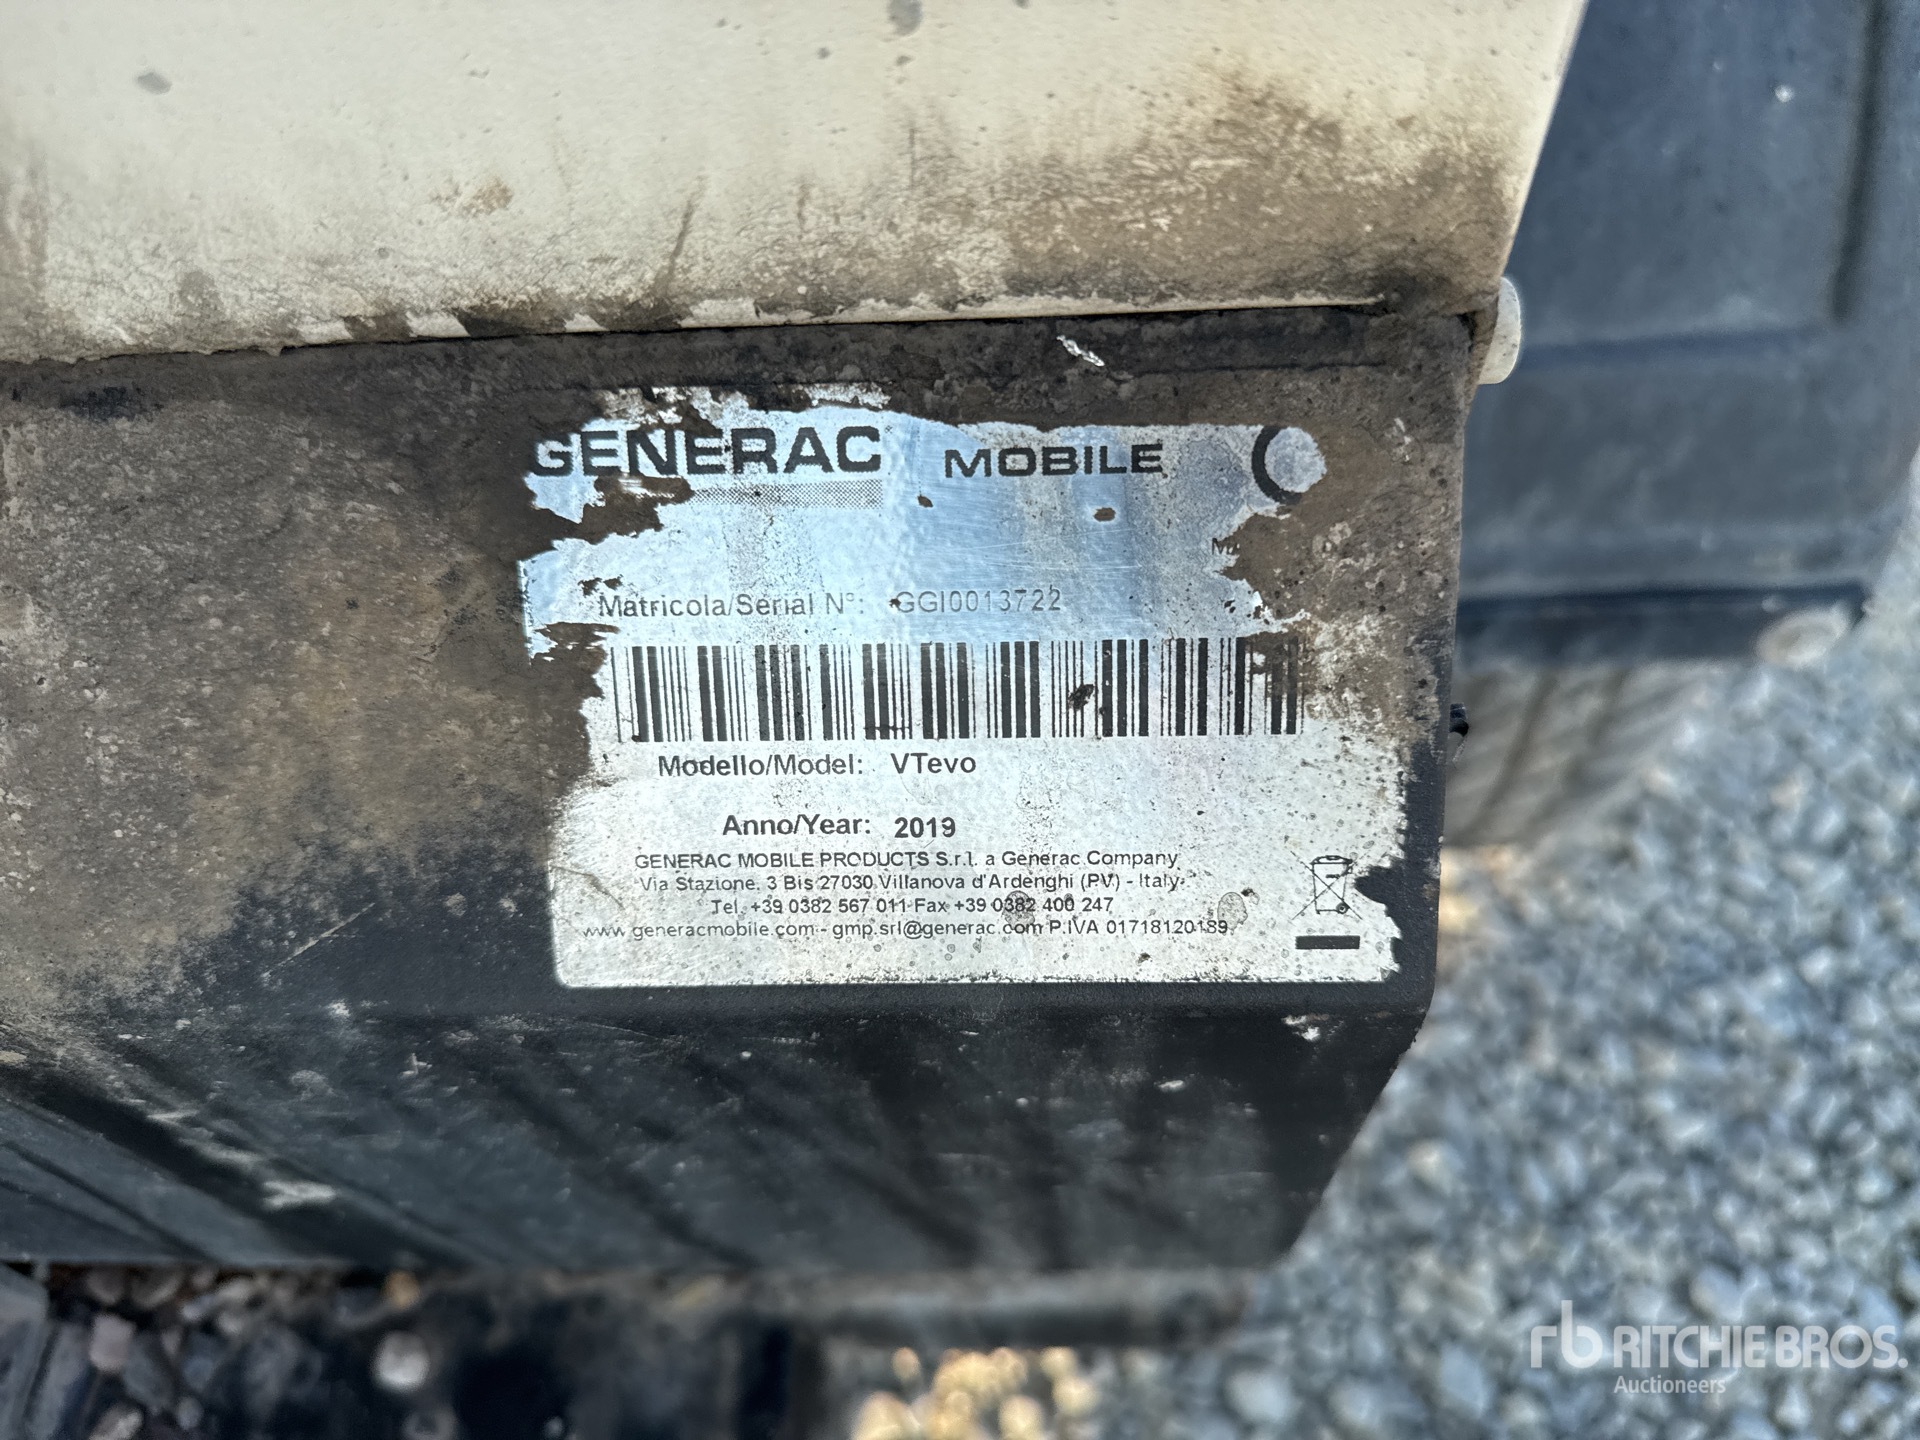 GENERAC MOBILE
Matricola/Serial N°: GGI0013722
Modello/Model: VTevo
Anno/Year: 2019
GENERAC MOBILE PRODUCTS S.r.l. a Generac Company
Via Stazione, 3 Bis 27030 Villanova d'Ardenghi (PV) - Italy
Tel. +39 0382 567 011 Fax +39 0382 400 247
www.generacmobile.com - gmp.srl@generac.com P.IVA 01718120189
rb RITCHIE BROS.
Auctioneers